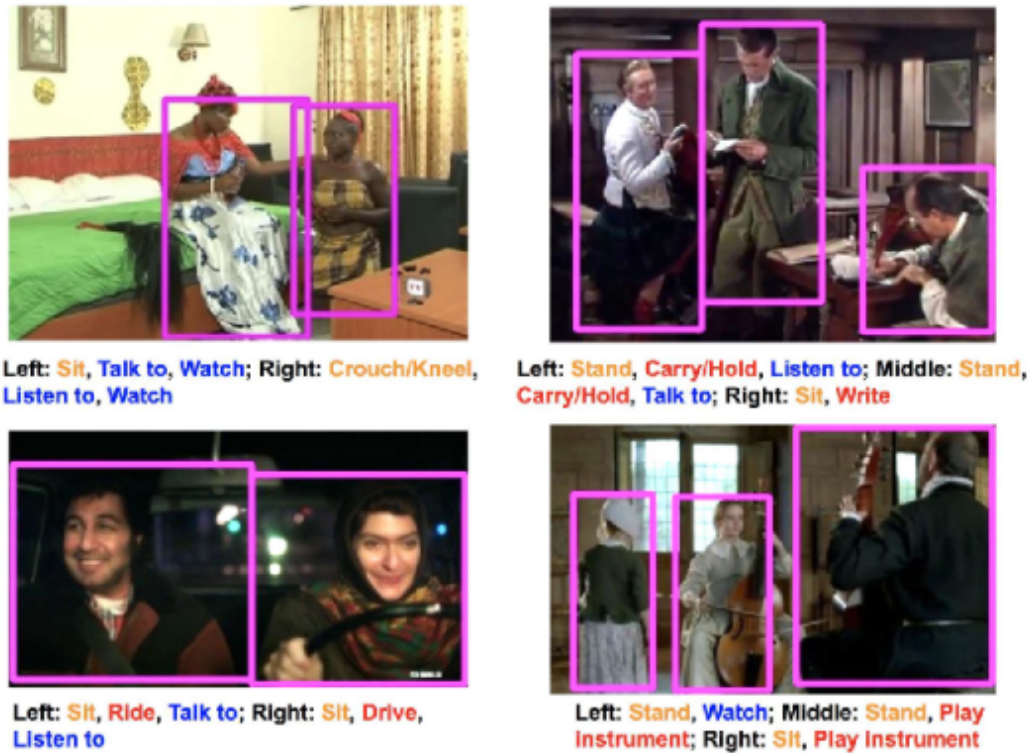 Left: Sit, Talk to, Watch; Right: Crouch/Kneel,
Listen to, Watch
Left: Stand, Carry/Hold, Listen to; Middle: Stand,
Carry/Hold, Talk to; Right: Sit, Write
Left: Sit, Ride, Talk to; Right: Sit, Drive,
Listen to
Left: Stand, Watch; Middle: Stand, Play
Instrument; Right: Sit, Play Instrument